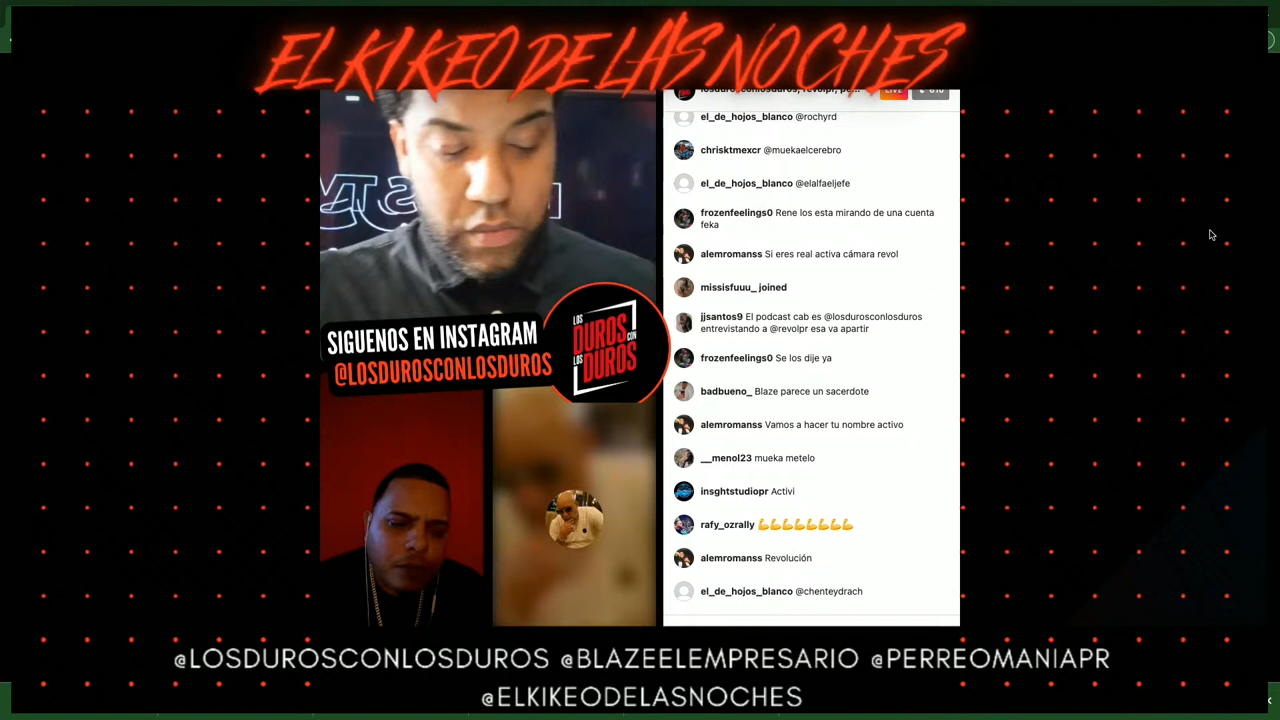 EL KIKEO DE LAS NOCHES
LIVE
el_de_hojos_blanco @rochyrd
chrisktmexcr @muekaelcerebro
el_de_hojos_blanco @elalfaeljefe
frozenfeelings0 Rene los esta mirando de una cuenta
feka
alemromanss Si eres real activa cámara revol
missisfuuu_ joined
jjsantos9 El podcast cab es @losdurosconlosduros
entrevistando a @revolpr esa va apartir
frozenfeelings0 Se los dije ya
badbueno_ Blaze parece un sacerdote
alemromanss Vamos a hacer tu nombre activo
__menol23 mueka metelo
insghtstudiopr Activi
rafy_ozrally 💪💪💪💪💪💪💪💪
alemromanss Revolución
el_de_hojos_blanco @chenteydrach
SIGUENOS EN INSTAGRAM
@LOSDUROSCONLOSDUROS
LOS
DUROS
CON
LOS
DUROS
@LOSDUROSCONLOSDUROS @BLAZEELEMPRESARIO @PERREOMANIAPR
@ELKIKEODELASNOCHES